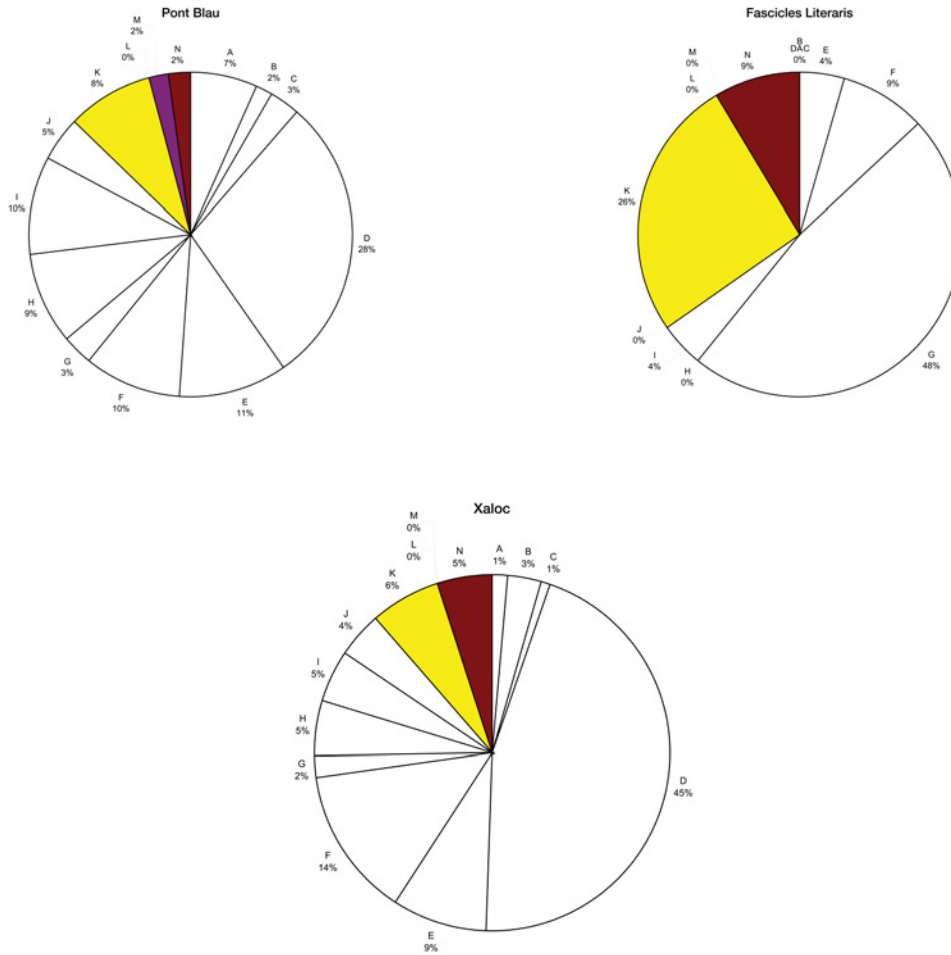 Pont Blau
M
2%
L
0%
N
2%
A
7%
B
2%
C
3%
K
8%
J
5%
I
10%
D
28%
H
9%
G
3%
F
10%
E
11%
Fascicles Literaris
M
0%
L
0%
N
9%
B
DAC
0%
E
4%
F
9%
K
26%
J
0%
I
4%
H
0%
G
48%
Xaloc
M
0%
L
0%
N
5%
A
1%
B
3%
C
1%
K
6%
J
4%
I
5%
H
5%
G
2%
D
45%
F
14%
E
9%